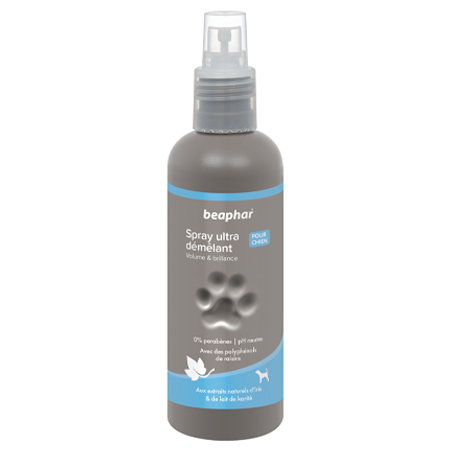 beaphar
Spray ultra
démêlant
POUR
CHIEN
Volume & brillance
0% parabènes | pH neutre
Avec des polyphénols
de raisins
Aux extraits naturels d'iris
& de lait de karité